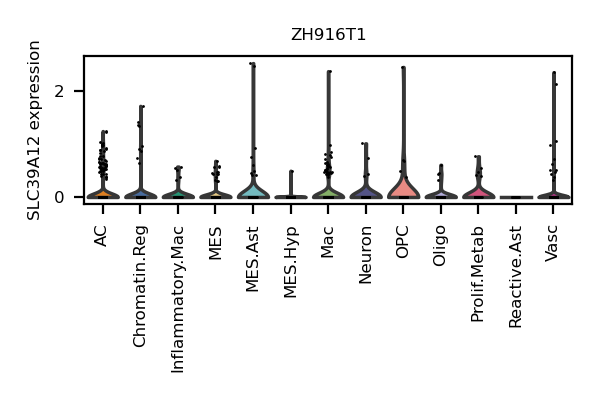 ZH916T1
SLC39A12 expression
2
0
AC
Chromatin.Reg
Inflammatory.Mac
MES
MES.Ast
MES.Hyp
Mac
Neuron
OPC
Oligo
Prolif.Metab
Reactive.Ast
Vasc